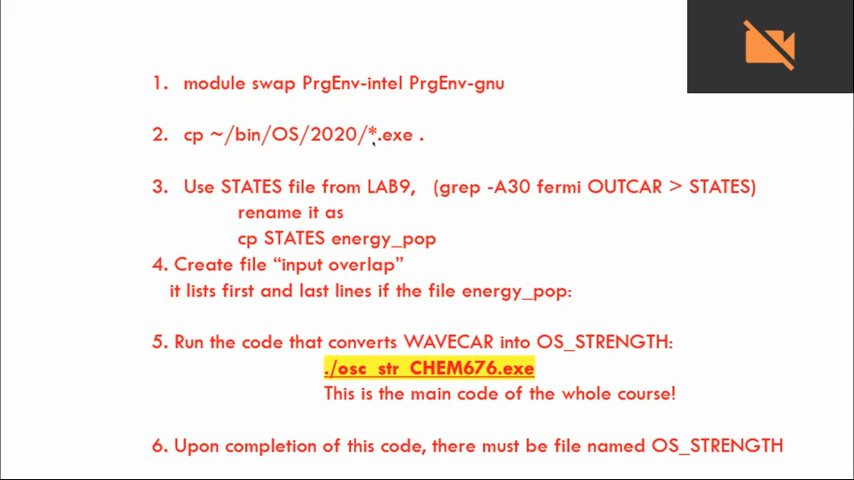 1. module swap PrgEnv-intel PrgEnv-gnu
2. cp ~/bin/OS/2020/*.exe .
3. Use STATES file from LAB9, (grep -A30 fermi OUTCAR > STATES)
rename it as
cp STATES energy_pop
4. Create file “input overlap”
it lists first and last lines if the file energy_pop:
5. Run the code that converts WAVECAR into OS_STRENGTH:
./osc_str_CHEM676.exe
This is the main code of the whole course!
6. Upon completion of this code, there must be file named OS_STRENGTH